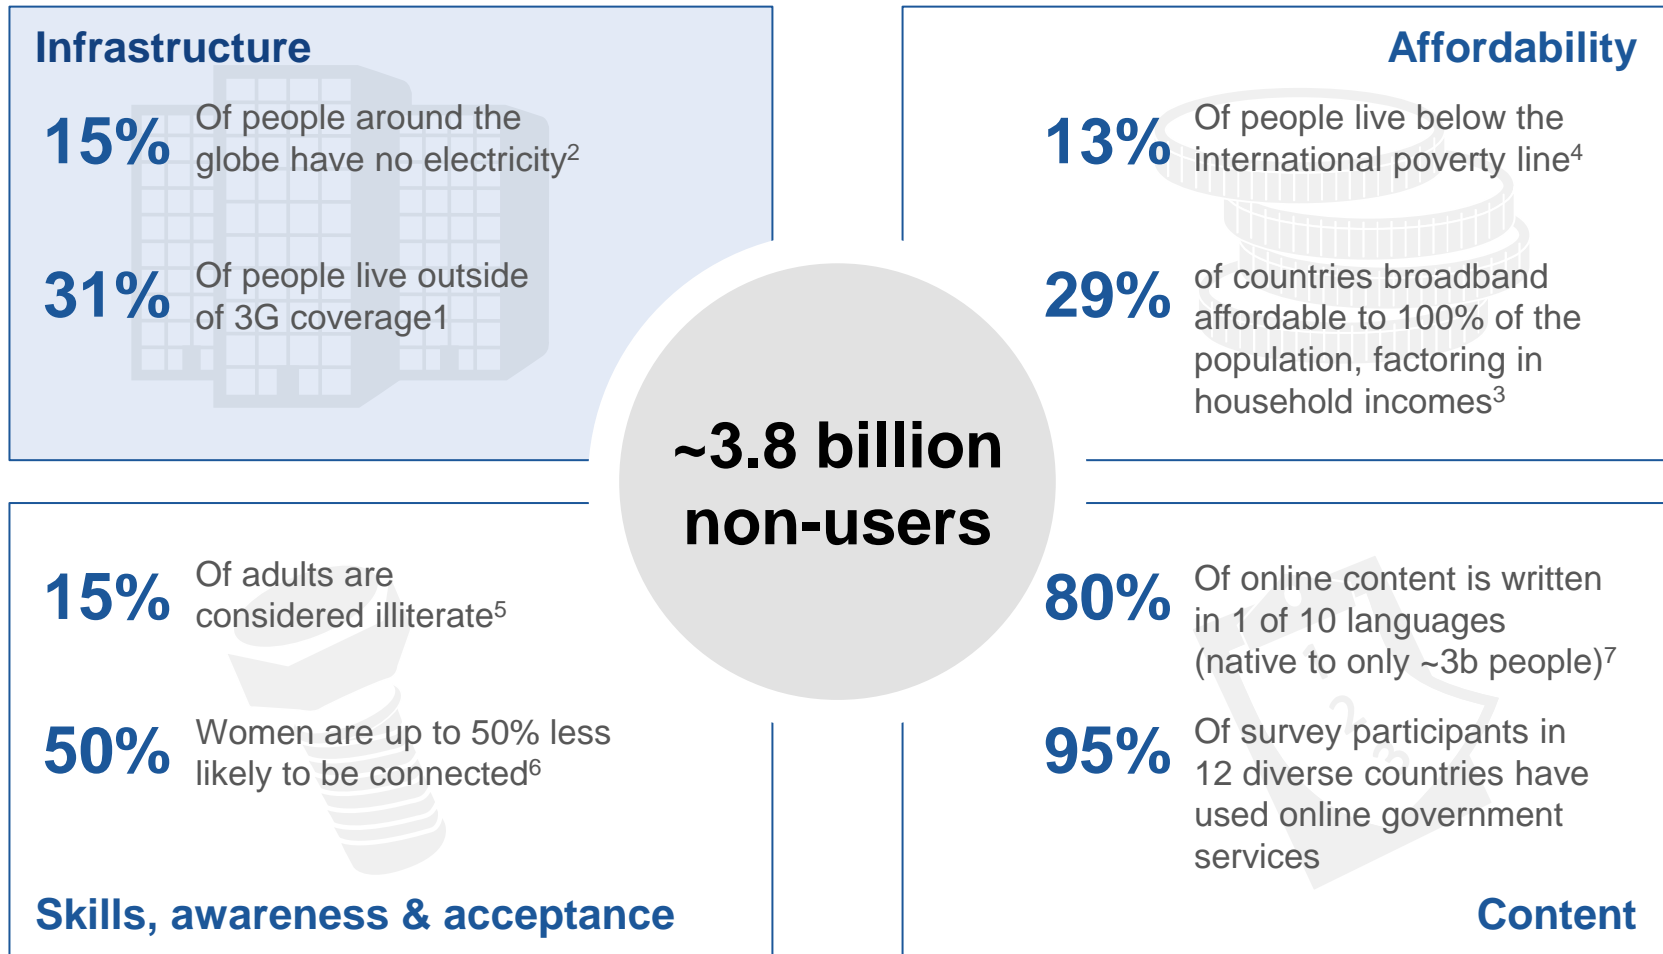 Infrastructure
15%
Of people around the
globe have no electricity2
31%
Of people live outside
of 3G coverage1
Affordability
13%
Of people live below the
international poverty line4
29%
of countries broadband
affordable to 100% of the
population, factoring in
household incomes3
~3.8 billion
non-users
15%
Of adults are
considered illiterate5
50%
Women are up to 50% less
likely to be connected6
Skills, awareness & acceptance
80%
Of online content is written
in 1 of 10 languages
(native to only ~3b people)7
95%
Of survey participants in
12 diverse countries have
used online government
services
Content
1
2
3